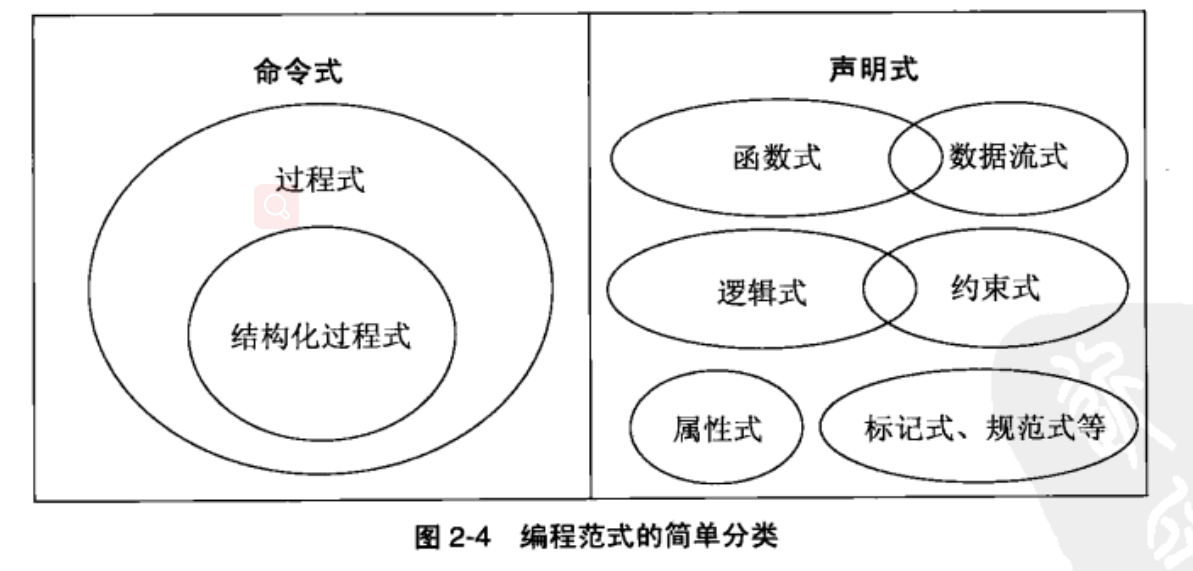 命令式
声明式
过程式
结构化过程式
函数式
数据流式
逻辑式
约束式
属性式
标记式、规范式等
图 2-4 编程范式的简单分类